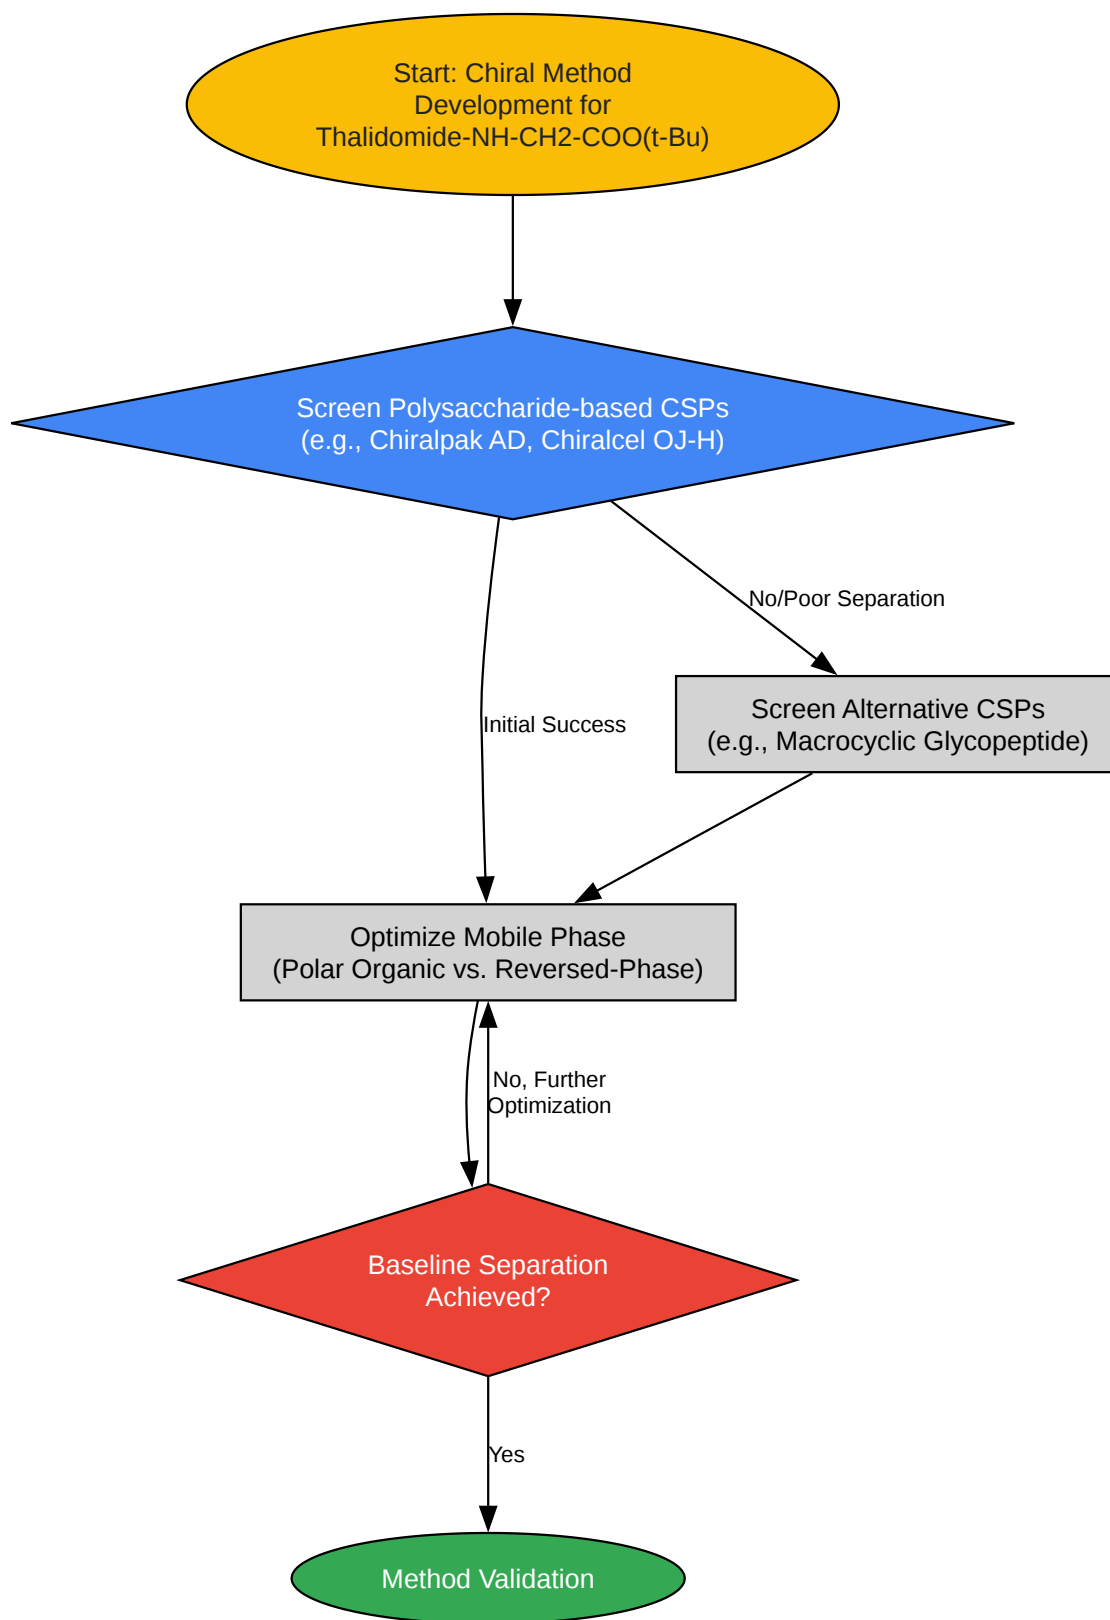 Start: Chiral Method
Development for
Thalidomide-NH-CH2-COO(t-Bu)
Screen Polysaccharide-based CSPs
(e.g., Chiralpak AD, Chiralcel OJ-H)
No/Poor Separation
Screen Alternative CSPs
(e.g., Macrocyclic Glycopeptide)
Initial Success
Optimize Mobile Phase
(Polar Organic vs. Reversed-Phase)
No, Further
Optimization
Baseline Separation
Achieved?
Yes
Method Validation